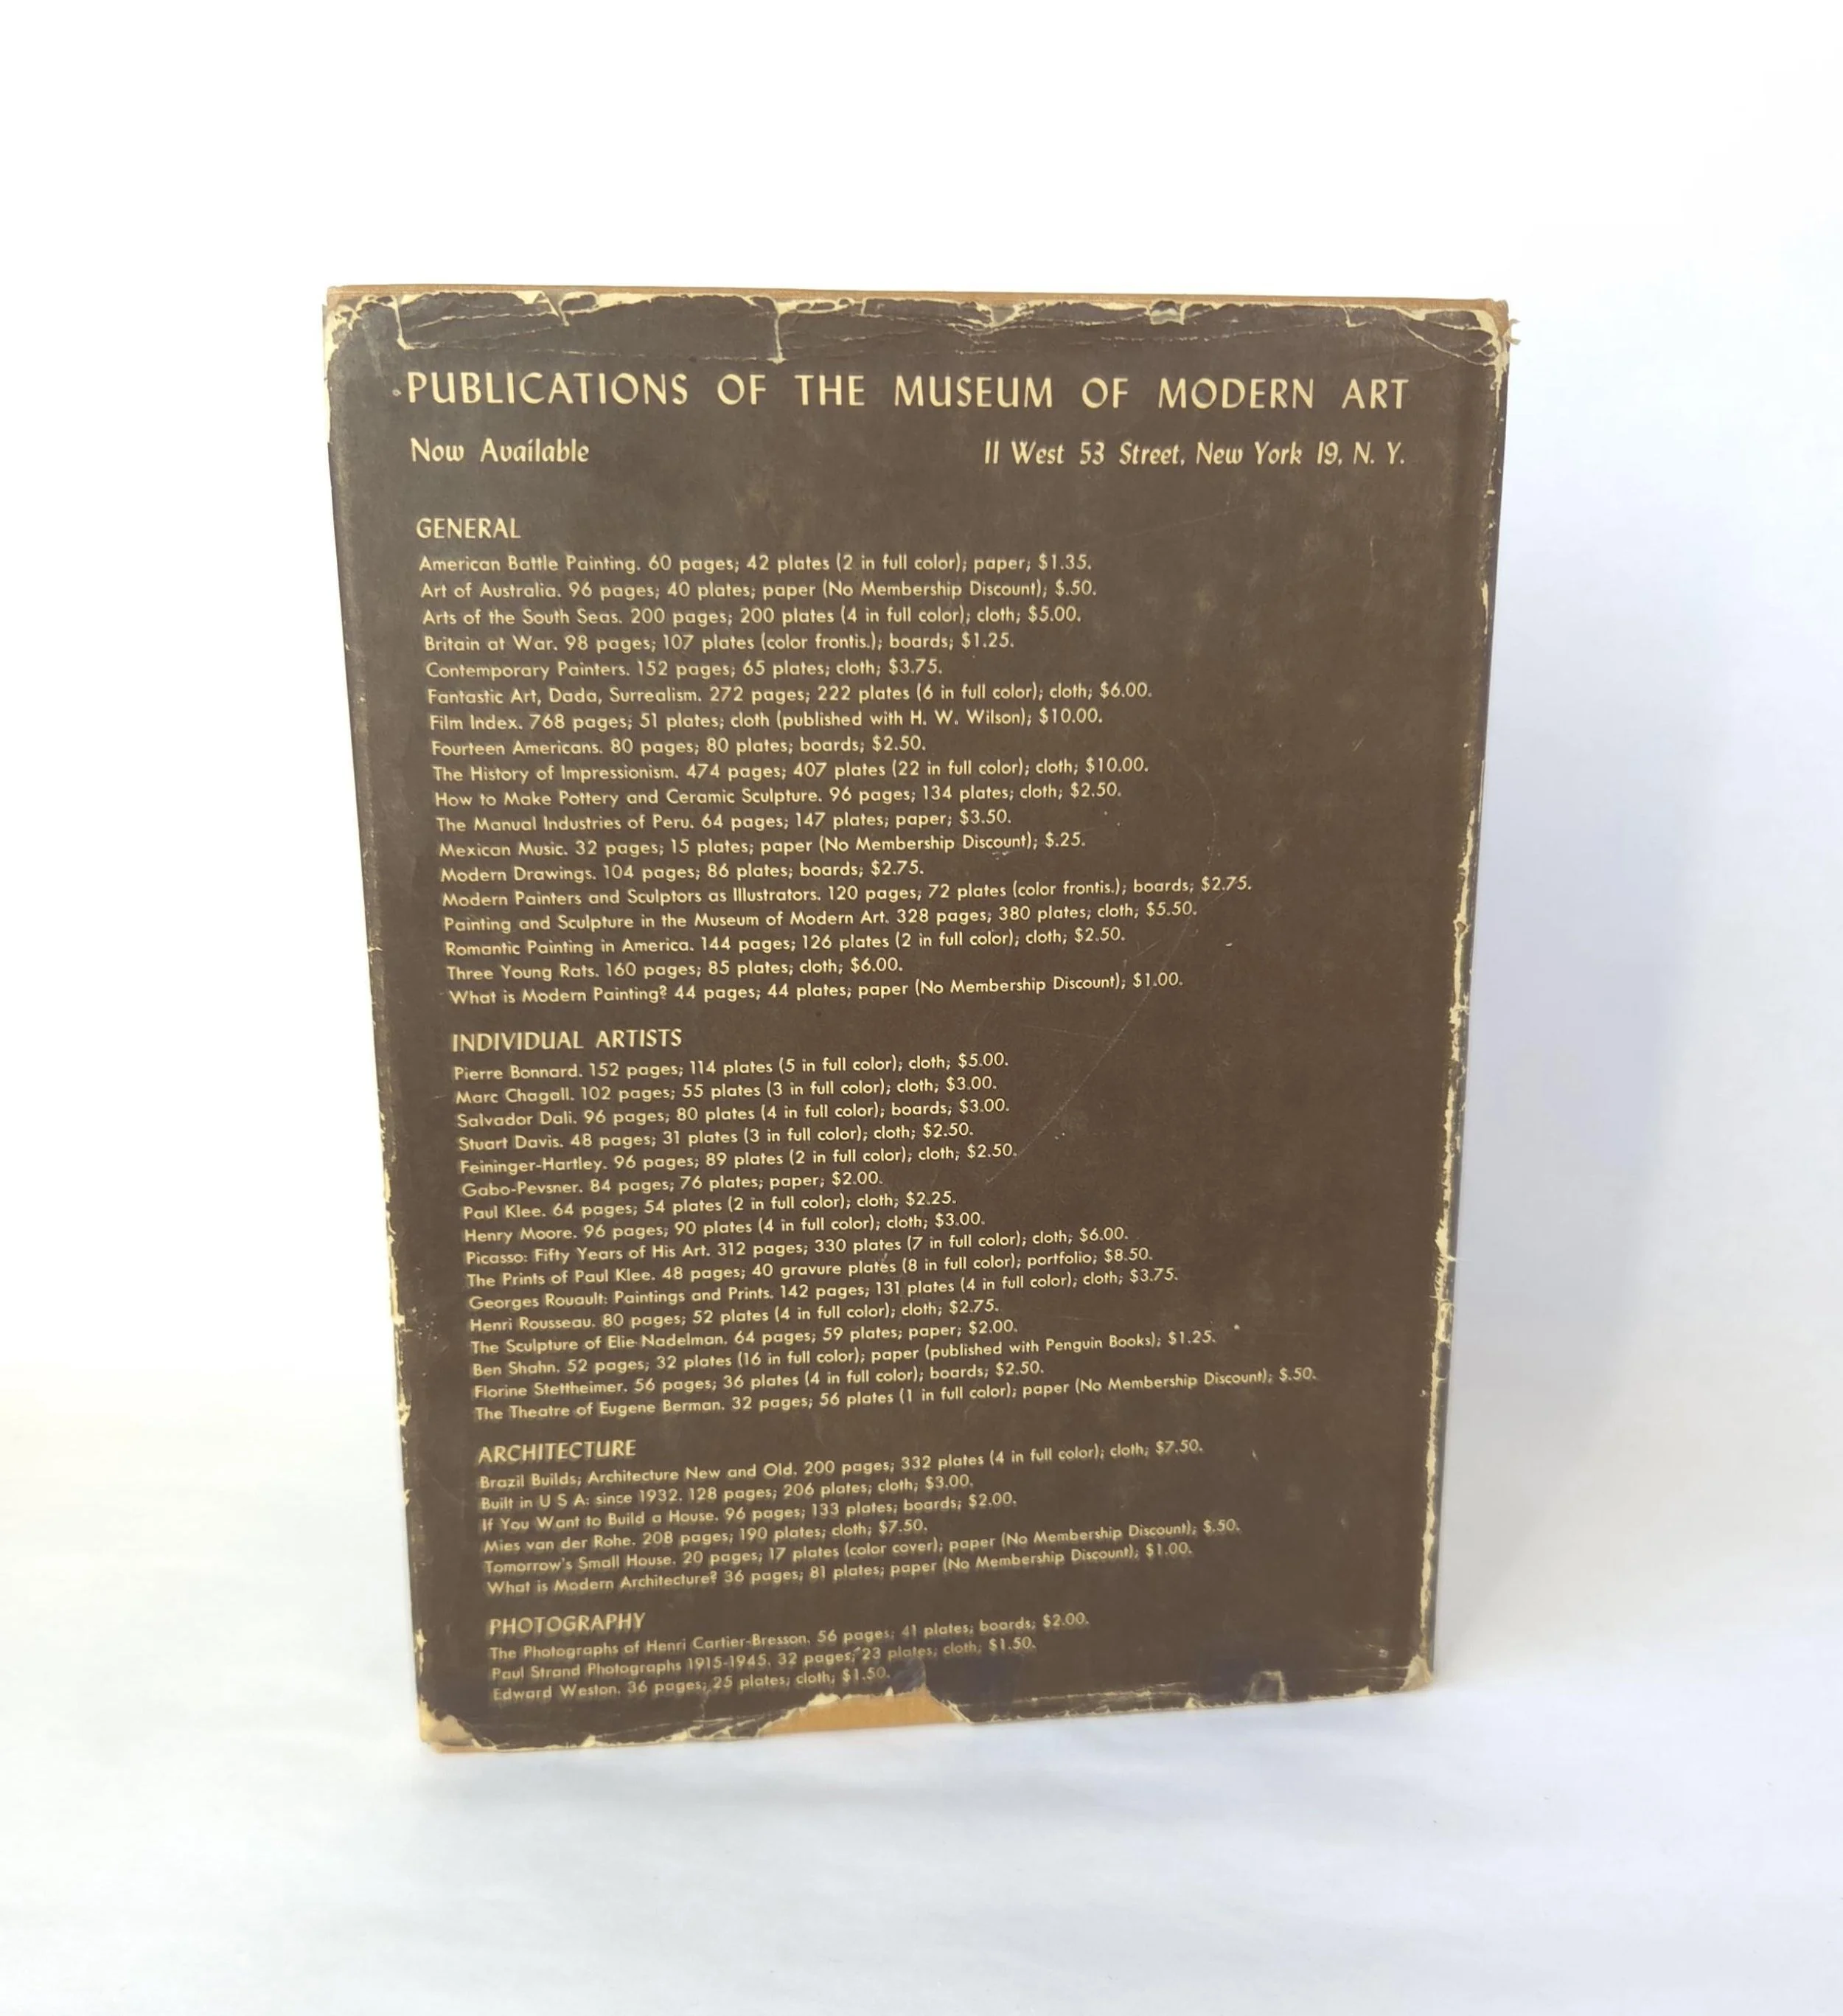 PUBLICATIONS OF THE MUSEUM OF MODERN ART
Now Available 11 West 53 Street, New York 19, N. Y.
GENERAL
American Battle Painting. 60 pages; 42 plates (2 in full color); paper; $1.35.
Art of Australia. 96 pages; 40 plates; paper (No Membership Discount); $.50.
Arts of the South Seas. 200 pages; 200 plates (4 in full color); cloth; $5.00.
Britain at War. 98 pages; 107 plates (color frontis.); boards; $1.25.
Contemporary Painters. 152 pages; 65 plates; cloth; $3.75.
Fantastic Art, Dada, Surrealism. 272 pages; 222 plates (6 in full color); cloth; $6.00.
Film Index. 768 pages; 51 plates; cloth (published with H. W. Wilson); $10.00.
Fourteen Americans. 80 pages; 80 plates; boards; $2.50.
The History of Impressionism. 474 pages; 407 plates (22 in full color); cloth; $10.00.
How to Make Pottery and Ceramic Sculpture. 96 pages; 134 plates; cloth; $2.50.
The Manual Industries of Peru. 64 pages; 147 plates; paper; $3.50.
Mexican Music. 32 pages; 15 plates; paper (No Membership Discount); $.25.
Modern Drawings. 104 pages; 86 plates; boards; $2.75.
Modern Painters and Sculptors as Illustrators. 120 pages; 72 plates (color frontis.); boards; $2.75.
Painting and Sculpture in the Museum of Modern Art. 328 pages; 380 plates; cloth; $5.50.
Romantic Painting in America. 144 pages; 126 plates (2 in full color); cloth; $2.50.
Three Young Rats. 160 pages; 85 plates; cloth; $6.00.
What is Modern Painting? 44 pages; 44 plates; paper (No Membership Discount); $1.00.
INDIVIDUAL ARTISTS
Pierre Bonnard. 152 pages; 114 plates (5 in full color); cloth; $5.00.
Marc Chagall. 102 pages; 55 plates (3 in full color); cloth; $3.00.
Salvador Dali. 96 pages; 80 plates (4 in full color); boards; $3.00.
Stuart Davis. 48 pages; 31 plates (3 in full color); cloth; $2.50.
Feininger-Hartley. 96 pages; 89 plates (2 in full color); cloth; $2.50.
Gabo-Pevsner. 84 pages; 76 plates; paper; $2.00.
Paul Klee. 64 pages; 54 plates (2 in full color); cloth; $2.25.
Henry Moore. 96 pages; 90 plates (4 in full color); cloth; $3.00.
Picasso: Fifty Years of His Art. 312 pages; 330 plates (7 in full color); cloth; $6.00.
The Prints of Paul Klee. 48 pages; 40 gravure plates (8 in full color); portfolio; $8.50.
Georges Rouault: Paintings and Prints. 142 pages; 131 plates (4 in full color); cloth; $3.75.
Henri Rousseau. 80 pages; 52 plates (4 in full color); cloth; $2.75.
The Sculpture of Elie Nadelman. 64 pages; 59 plates; paper; $2.00.
Ben Shahn. 52 pages; 32 plates (16 in full color); paper (published with Penguin Books); $1.25.
Florine Stettheimer. 56 pages; 36 plates (4 in full color); boards; $2.50.
The Theatre of Eugene Berman. 32 pages; 56 plates (1 in full color); paper (No Membership Discount); $.50.
ARCHITECTURE
Brazil Builds; Architecture New and Old. 200 pages; 332 plates (4 in full color); cloth; $7.50.
Built in U S A: since 1932. 128 pages; 206 plates; cloth; $3.00.
If You Want to Build a House. 96 pages; 133 plates; boards; $2.00.
Mies van der Rohe. 208 pages; 190 plates; cloth; $7.50.
Tomorrow's Small House. 20 pages; 17 plates (color cover); paper (No Membership Discount); $.50.
What is Modern Architecture? 36 pages; 81 plates; paper (No Membership Discount); $1.00.
PHOTOGRAPHY
The Photographs of Henri Cartier-Bresson. 56 pages; 41 plates; boards; $2.00.
Paul Strand Photographs 1915-1945. 32 pages; 23 plates; cloth; $1.50.
Edward Weston. 36 pages; 25 plates; cloth; $1.50.